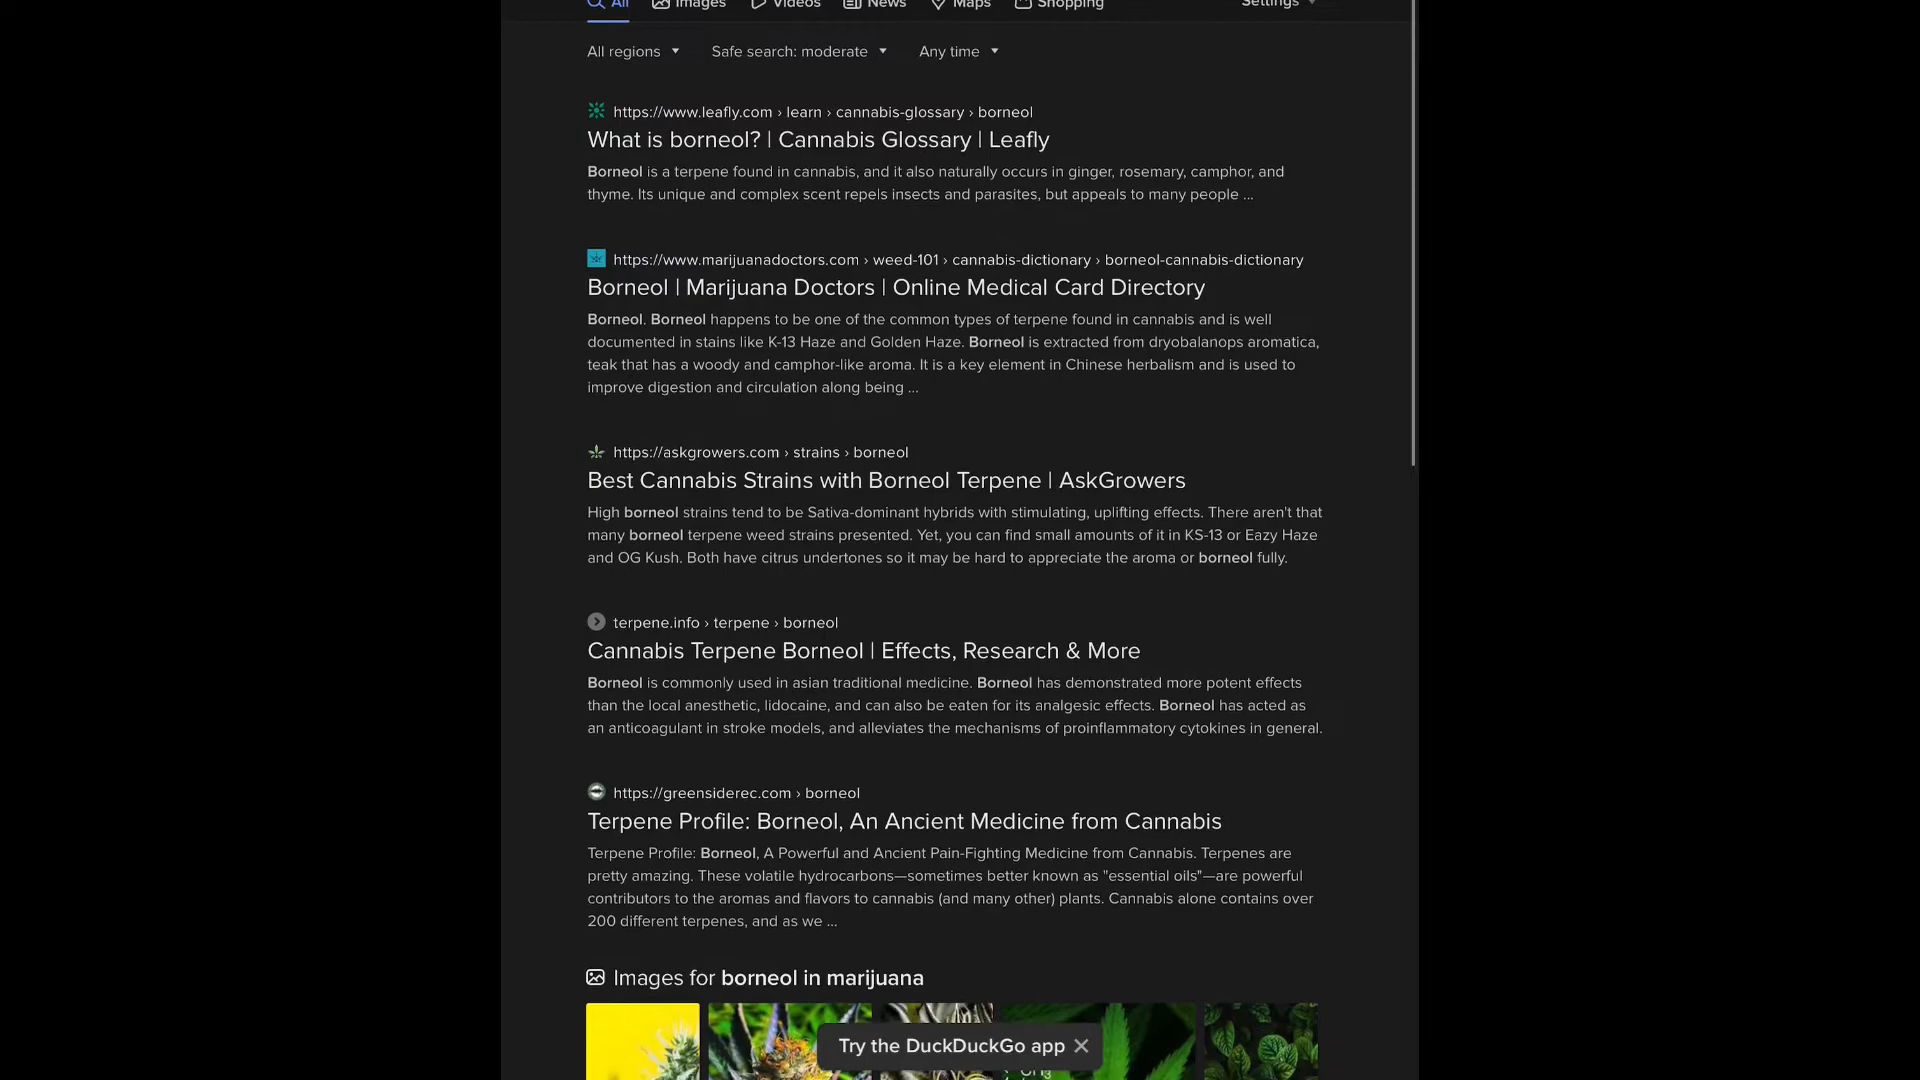 All Images Videos News Maps Shopping Settings
All regions Safe search: moderate Any time
https://www.leafly.com › learn › cannabis-glossary › borneol
What is borneol? | Cannabis Glossary | Leafly
Borneol is a terpene found in cannabis, and it also naturally occurs in ginger, rosemary, camphor, and
thyme. Its unique and complex scent repels insects and parasites, but appeals to many people ...
https://www.marijuanadoctors.com › weed-101 › cannabis-dictionary › borneol-cannabis-dictionary
Borneol | Marijuana Doctors | Online Medical Card Directory
Borneol. Borneol happens to be one of the common types of terpene found in cannabis and is well
documented in stains like K-13 Haze and Golden Haze. Borneol is extracted from dryobalanops aromatica,
teak that has a woody and camphor-like aroma. It is a key element in Chinese herbalism and is used to
improve digestion and circulation along being ...
https://askgrowers.com › strains › borneol
Best Cannabis Strains with Borneol Terpene | AskGrowers
High borneol strains tend to be Sativa-dominant hybrids with stimulating, uplifting effects. There aren't that
many borneol terpene weed strains presented. Yet, you can find small amounts of it in KS-13 or Eazy Haze
and OG Kush. Both have citrus undertones so it may be hard to appreciate the aroma or borneol fully.
terpene.info › terpene › borneol
Cannabis Terpene Borneol | Effects, Research & More
Borneol is commonly used in asian traditional medicine. Borneol has demonstrated more potent effects
than the local anesthetic, lidocaine, and can also be eaten for its analgesic effects. Borneol has acted as
an anticoagulant in stroke models, and alleviates the mechanisms of proinflammatory cytokines in general.
https://greensiderec.com › borneol
Terpene Profile: Borneol, An Ancient Medicine from Cannabis
Terpene Profile: Borneol, A Powerful and Ancient Pain-Fighting Medicine from Cannabis. Terpenes are
pretty amazing. These volatile hydrocarbons—sometimes better known as "essential oils"—are powerful
contributors to the aromas and flavors to cannabis (and many other) plants. Cannabis alone contains over
200 different terpenes, and as we ...
Images for borneol in marijuana
Try the DuckDuckGo app